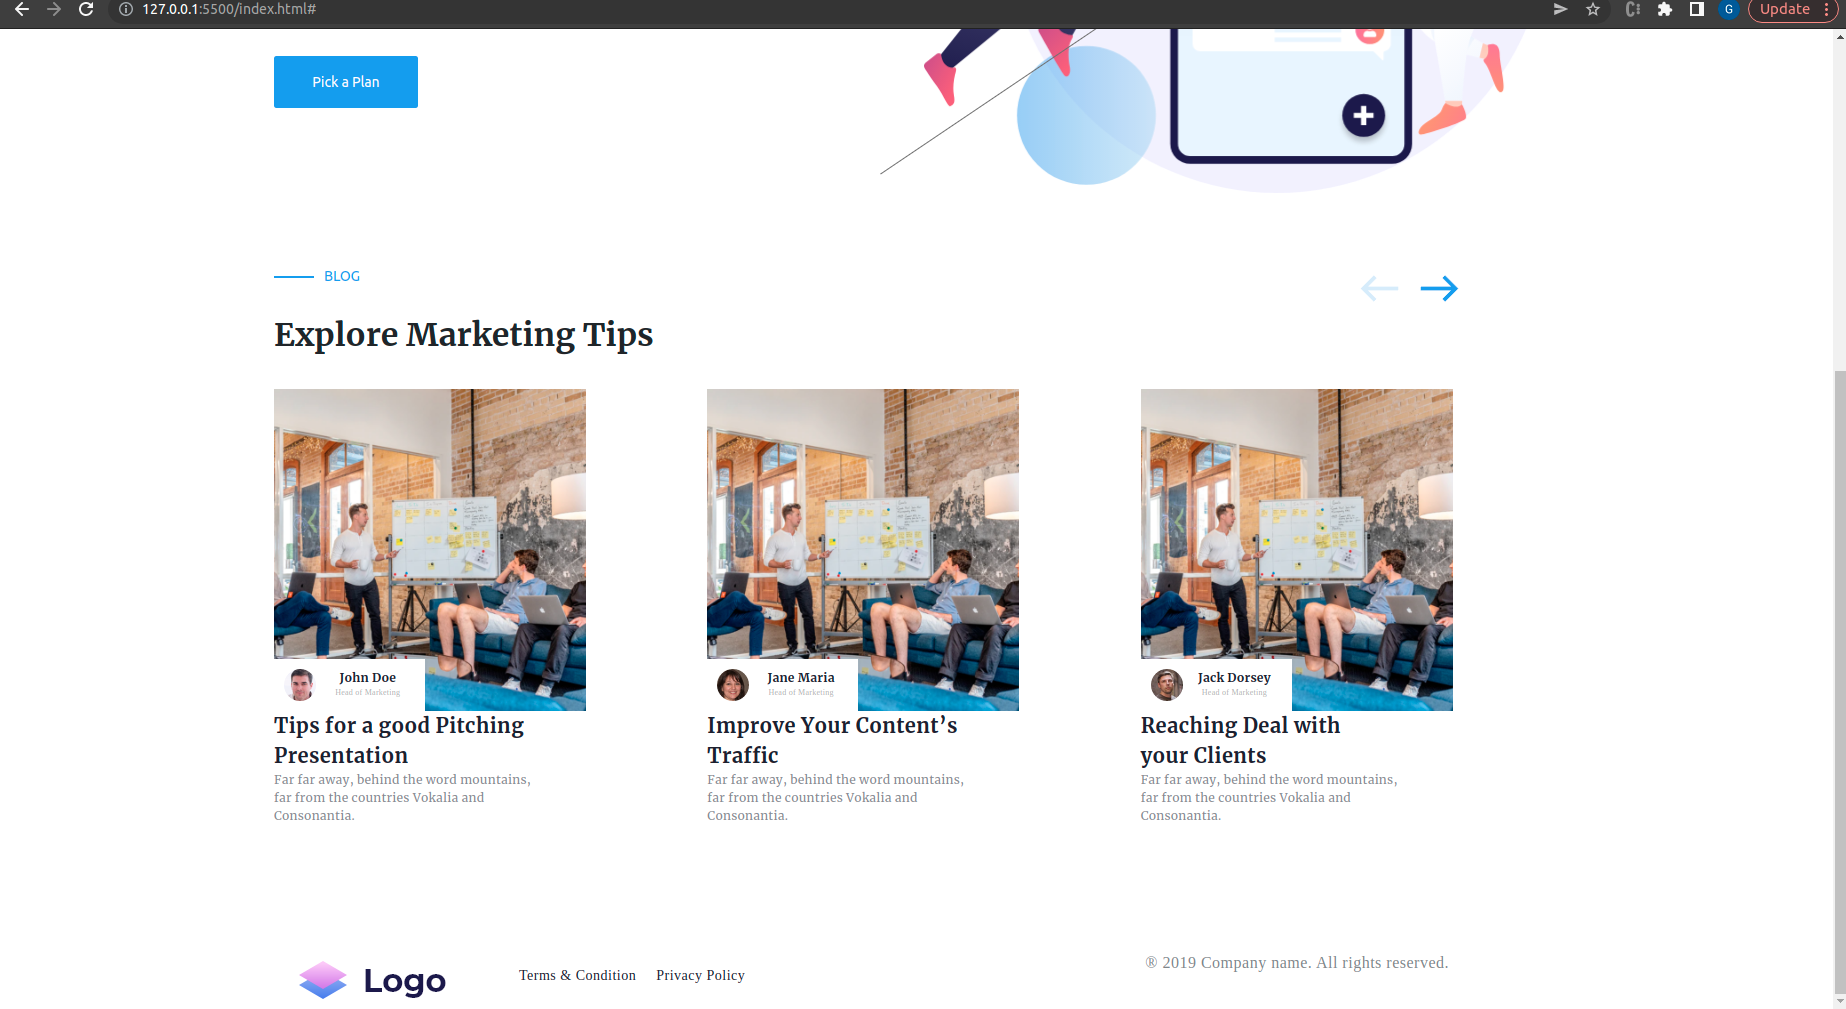 127.0.0.1:5500/index.html#
G
Update
Pick a Plan
BLOG
Explore Marketing Tips
John Doe
Head of Marketing
Tips for a good Pitching
Presentation
Far far away, behind the word mountains,
far from the countries Vokalia and
Consonantia.
Jane Maria
Head of Marketing
Improve Your Content’s
Traffic
Far far away, behind the word mountains,
far from the countries Vokalia and
Consonantia.
Jack Dorsey
Head of Marketing
Reaching Deal with
your Clients
Far far away, behind the word mountains,
far from the countries Vokalia and
Consonantia.
Logo
Terms & Condition
Privacy Policy
® 2019 Company name. All rights reserved.